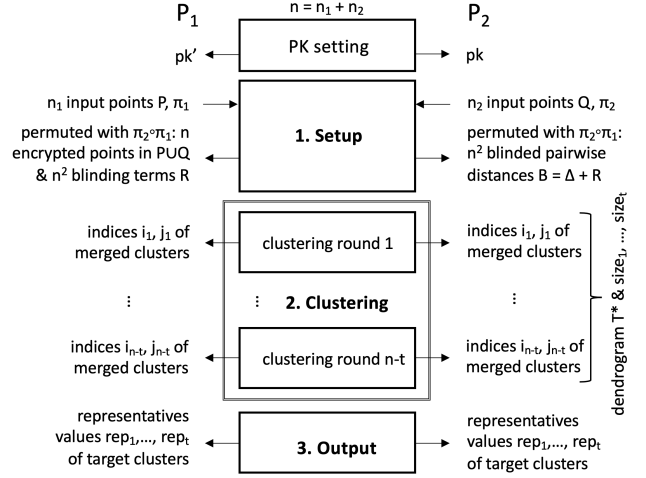 P₁
n = n₁ + n₂
P₂
PK setting
pk’
pk
n₁ input points P, π₁
n₂ input points Q, π₂
1. Setup
permuted with π₂∘π₁: n
encrypted points in PUQ
& n² blinding terms R
permuted with π₂∘π₁:
n² blinded pairwise
distances B = Δ + R
indices i₁, j₁ of
merged clusters
clustering round 1
indices i₁, j₁ of
merged clusters
⋮
⋮
2. Clustering
⋮
indices iₙ₋ₜ, jₙ₋ₜ of
merged clusters
clustering round n-t
indices iₙ₋ₜ, jₙ₋ₜ of
merged clusters
dendrogram T* & size₁, ..., sizeₜ
representatives
values rep₁,..., repₜ
of target clusters
3. Output
representatives
values rep₁,..., repₜ
of target clusters